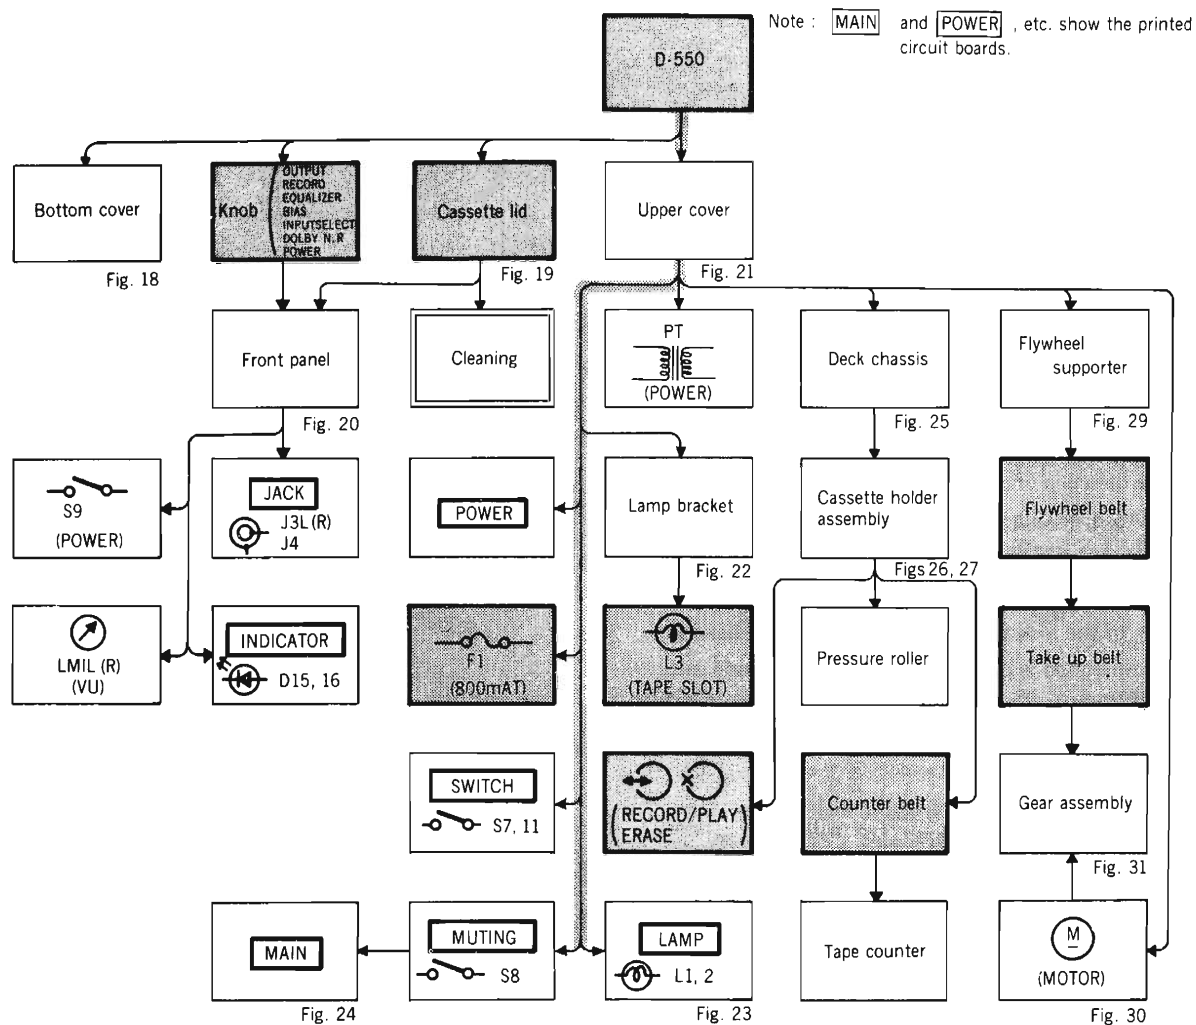 Note : MAIN and POWER , etc. show the printed
circuit boards.
D-550
Bottom cover
Fig. 18
Knob
OUTPUT
RECORD
EQUALIZER
BIAS
INPUTSELECT
DOLBY N.R
POWER
Cassette lid
Fig. 19
Upper cover
Fig. 21
Front panel
Fig. 20
Cleaning
PT
(POWER)
Deck chassis
Fig. 25
Flywheel
supporter
Fig. 29
S9
(POWER)
JACK
J3L(R)
J4
POWER
Lamp bracket
Fig. 22
Cassette holder
assembly
Figs 26, 27
Flywheel belt
LMIL (R)
(VU)
INDICATOR
D15, 16
F1
(800mAT)
L3
(TAPE SLOT)
Pressure roller
Take up belt
SWITCH
S7, 11
(RECORD/PLAY)
ERASE
Counter belt
Gear assembly
Fig. 31
MAIN
Fig. 24
MUTING
S8
LAMP
L1, 2
Fig. 23
Tape counter
M
(MOTOR)
Fig. 30